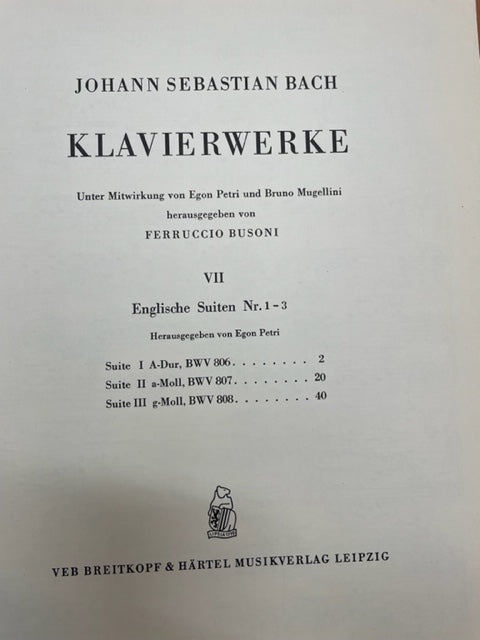 JOHANN SEBASTIAN BACH
KLAVIERWERKE
Unter Mitwirkung von Egon Petri und Bruno Mugellini
herausgegeben von
FERRUCCIO BUSONI
VII
Englische Suiten Nr. 1 - 3
Herausgegeben von Egon Petri
Suite I A-Dur, BWV 806 . . . . . . . . 2
Suite II a-Moll, BWV 807 . . . . . . . . 20
Suite III g-Moll, BWV 808 . . . . . . . . 40
VEB BREITKOPF & HÄRTEL MUSIKVERLAG LEIPZIG